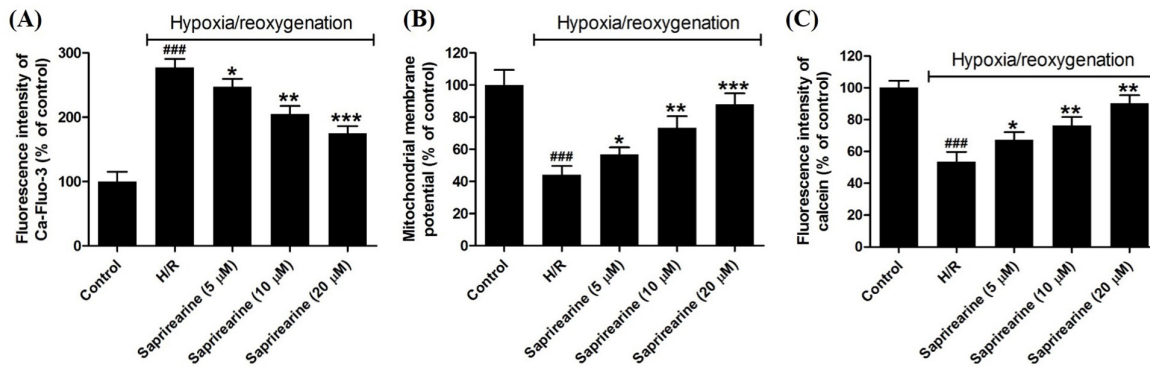 (A)
Hypoxia/reoxygenation
Fluorescence intensity of
Ca-Fluo-3 (% of control)
300
200
100
0
###
*
**
***
Control
H/R
Saprirearine (5 μM)
Saprirearine (10 μM)
Saprirearine (20 μM)
(B)
Hypoxia/reoxygenation
Mitochondrial membrane
potential (% of control)
120
100
80
60
40
20
0
###
*
**
***
Control
H/R
Saprirearine (5 μM)
Saprirearine (10 μM)
Saprirearine (20 μM)
(C)
Hypoxia/reoxygenation
Fluorescence intensity of
calcein (% of control)
120
100
80
60
40
20
0
###
*
**
**
Control
H/R
Saprirearine (5 μM)
Saprirearine (10 μM)
Saprirearine (20 μM)